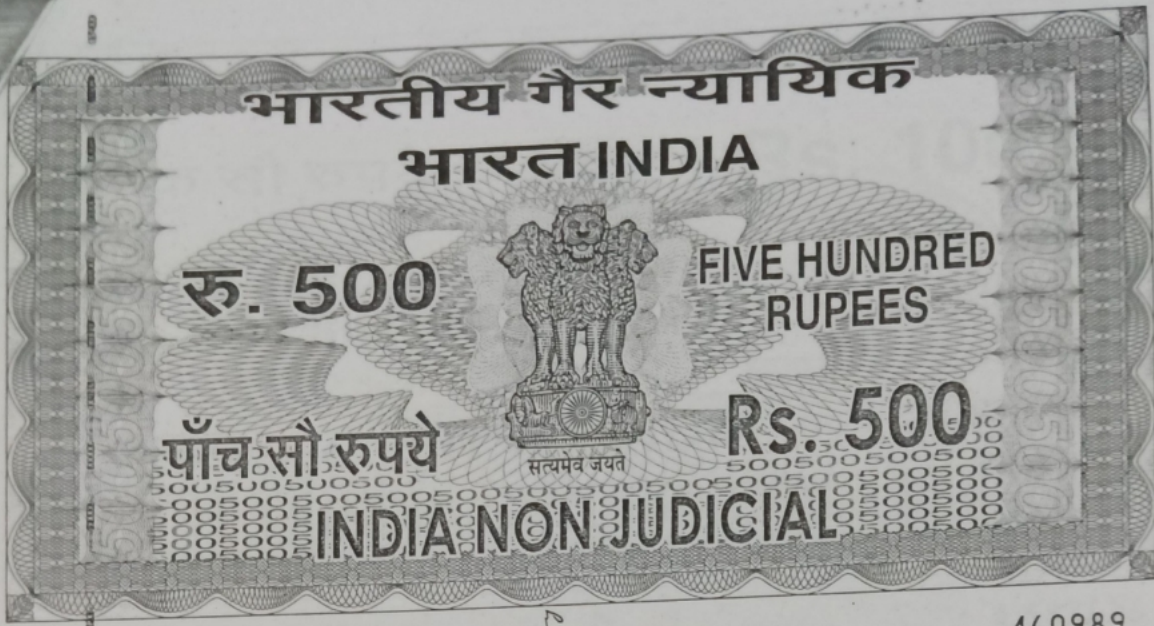 भारतीय गैर न्यायिक
भारत INDIA
रु. 500
FIVE HUNDRED
RUPEES
पाँच सौ रुपये
Rs. 500
सत्यमेव जयते
INDIA NON JUDICIAL